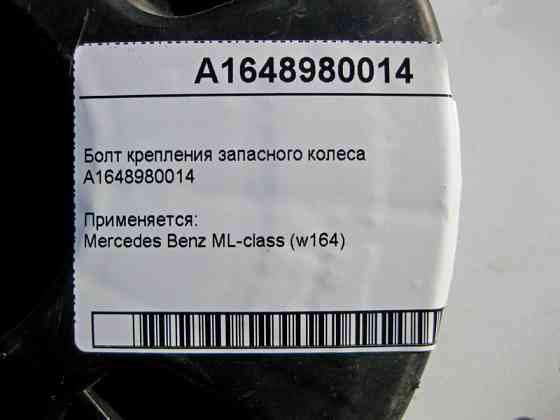 A1648980014
Болт крепления запасного колеса
A1648980014
Применяется:
Mercedes Benz ML-class (w164)